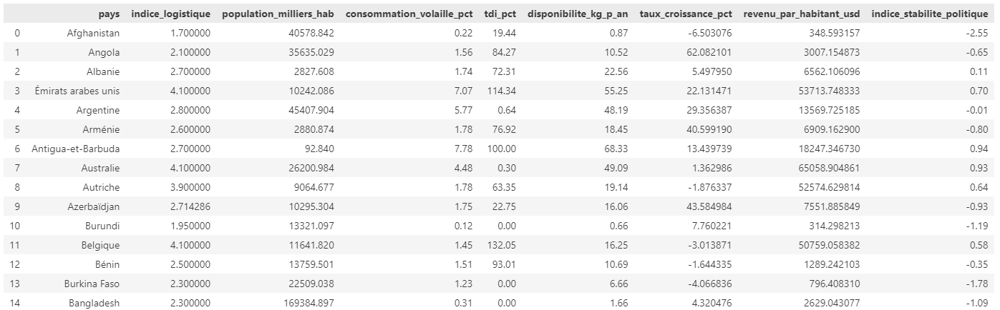 pays indice_logistique population_milliers_hab consommation_volaille_pct tdi_pct disponibilite_kg_p_an taux_croissance_pct revenu_par_habitant_usd indice_stabilite_politique
0 Afghanistan 1.700000 40578.842 0.22 19.44 0.87 -6.503076 348.593157 -2.55
1 Angola 2.100000 35635.029 1.56 84.27 10.52 62.082101 3007.154873 -0.65
2 Albanie 2.700000 2827.608 1.74 72.31 22.56 5.497950 6562.106096 0.11
3 Émirats arabes unis 4.100000 10242.086 7.07 114.34 55.25 22.131471 53713.748333 0.70
4 Argentine 2.800000 45407.904 5.77 0.64 48.19 29.356387 13569.725185 -0.01
5 Arménie 2.600000 2880.874 1.78 76.92 18.45 40.599190 6909.162900 -0.80
6 Antigua-et-Barbuda 2.700000 92.840 7.78 100.00 68.33 13.439739 18247.346730 0.94
7 Australie 4.100000 26200.984 4.48 0.30 49.09 1.362986 65058.904861 0.93
8 Autriche 3.900000 9064.677 1.78 63.35 19.14 -1.876337 52574.629814 0.64
9 Azerbaïdjan 2.714286 10295.304 1.75 22.75 16.06 43.584984 7551.885849 -0.93
10 Burundi 1.950000 13321.097 0.12 0.00 0.66 7.760221 314.298213 -1.19
11 Belgique 4.100000 11641.820 1.45 132.05 16.25 -3.013871 50759.058382 0.58
12 Bénin 2.500000 13759.501 1.51 93.01 10.69 -1.644335 1289.242103 -0.35
13 Burkina Faso 2.300000 22509.038 1.23 0.00 6.66 -4.066836 796.408310 -1.78
14 Bangladesh 2.300000 169384.897 0.31 0.00 1.66 4.320476 2629.043077 -1.09